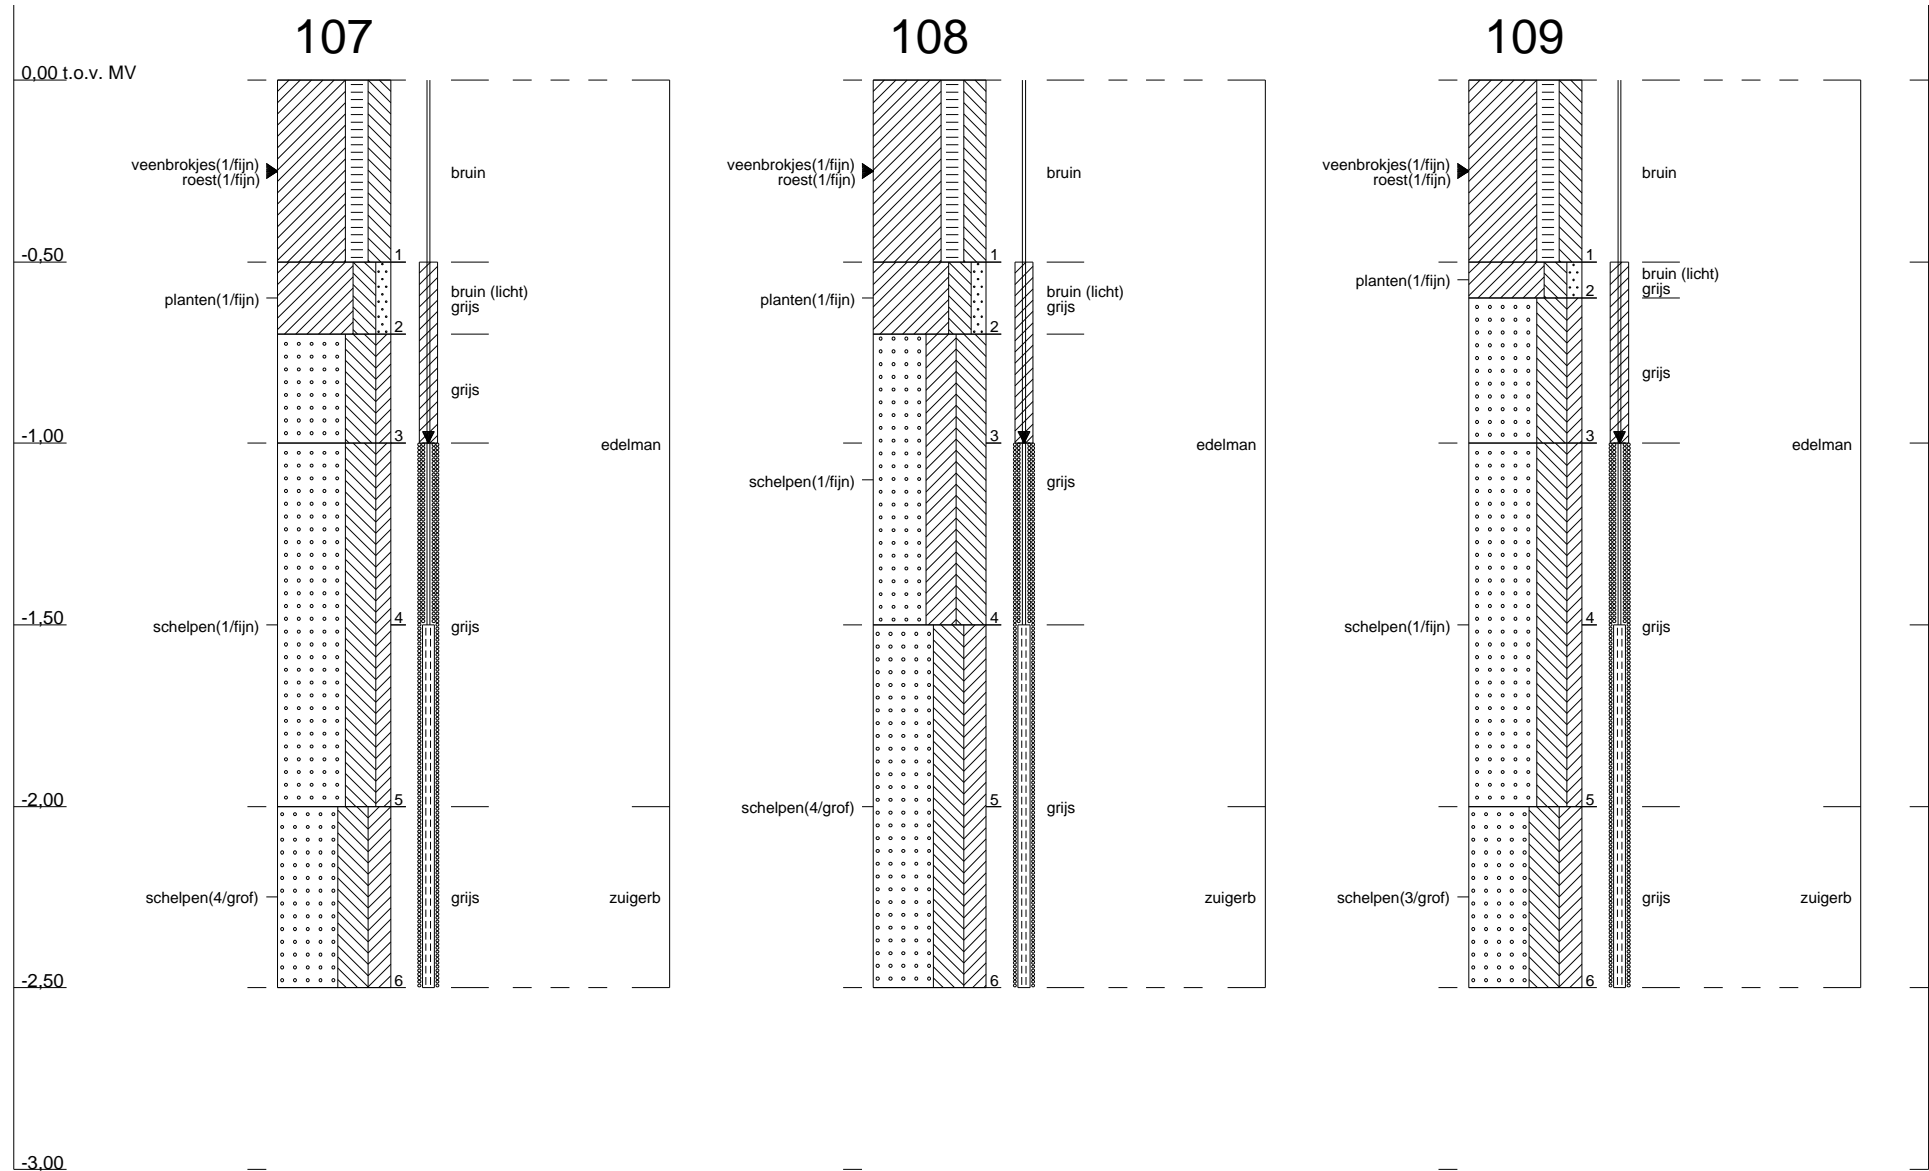 107
108
109
0,00 t.o.v. MV
veenbrokjes(1/fijn)
roest(1/fijn)
bruin
veenbrokjes(1/fijn)
roest(1/fijn)
bruin
veenbrokjes(1/fijn)
roest(1/fijn)
bruin
-0,50
1
1
1
planten(1/fijn)
bruin (licht)
grijs
planten(1/fijn)
bruin (licht)
grijs
planten(1/fijn)
bruin (licht)
grijs
2
2
2
grijs
grijs
-1,00
3
edelman
3
edelman
3
edelman
schelpen(1/fijn)
grijs
-1,50
schelpen(1/fijn)
4
grijs
4
schelpen(1/fijn)
4
grijs
-2,00
5
schelpen(4/grof)
5
grijs
5
schelpen(4/grof)
grijs
zuigerb
zuigerb
schelpen(3/grof)
grijs
zuigerb
-2,50
6
6
6
-3,00